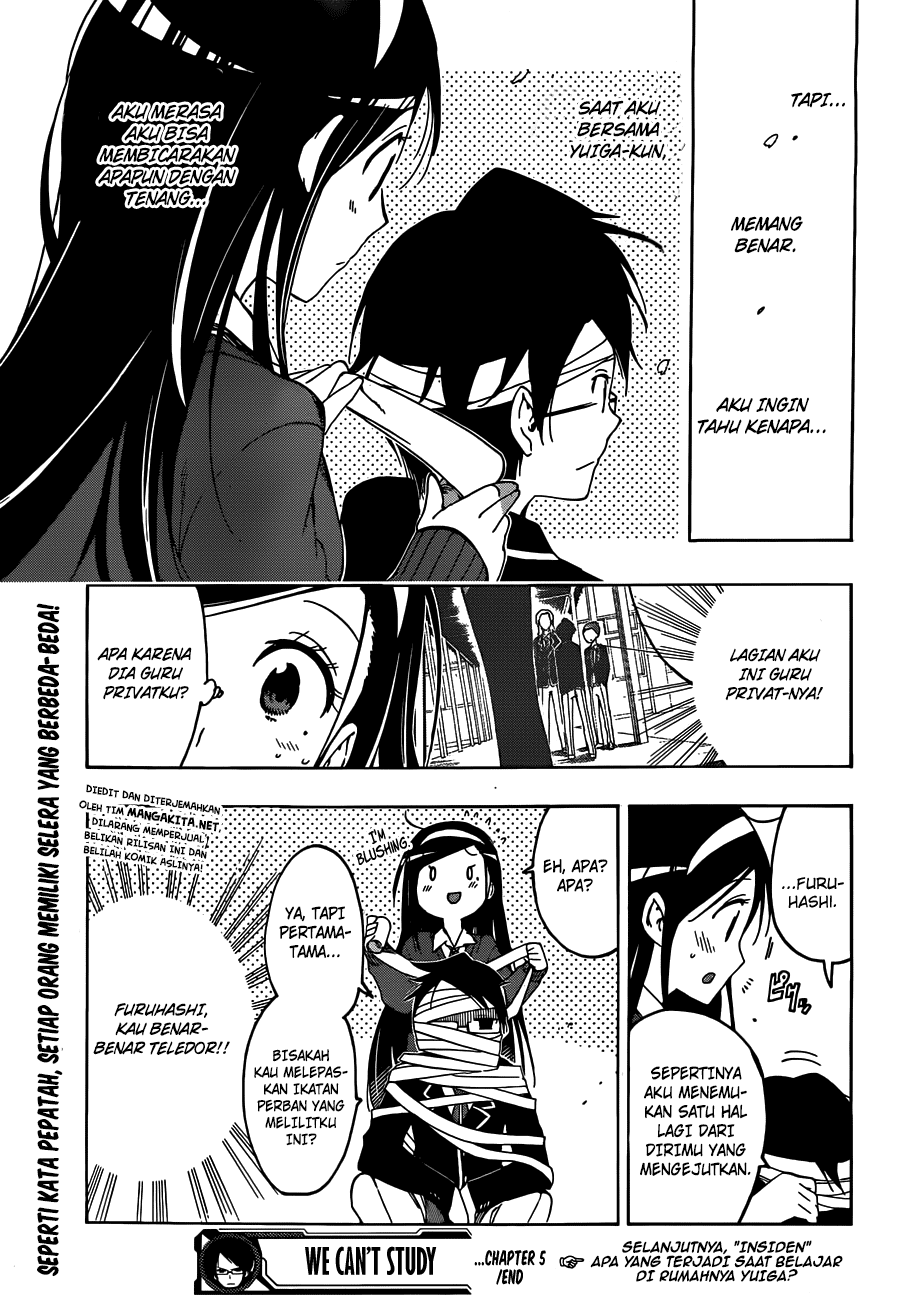 TAPI...
MEMANG
BENAR.
AKU INGIN
TAHU KENAPA...
SAAT AKU
BERSAMA
YUIGA-KUN,
AKU MERASA
AKU BISA
MEMBICARAKAN
APAPUN DENGAN
TENANG...
LAGIAN AKU
INI GURU
PRIVAT-NYA!
APA KARENA
DIA GURU
PRIVATKU?
...FURU-
HASHI.
SEPERTINYA
AKU MENEMU-
KAN SATU HAL
LAGI DARI
DIRIMU YANG
MENGEJUTKAN.
EH, APA?
APA?
I'M
BLUSHING.
YA, TAPI
PERTAMA-
TAMA...
BISAKAH
KAU MELEPAS-
KAN IKATAN
PERBAN YANG
MELILITKU
INI?
FURUHASHI,
KAU BENAR-
BENAR TELEDOR!!
DIEDIT DAN DITERJEMAHKAN
OLEH TIM MANGAKITA.NET
DILARANG MEMPERJUAL
BELIKAN RILISAN INI DAN
BELILAH KOMIK ASLINYA!
SEPERTI KATA PEPATAH, SETIAP ORANG MEMILIKI SELERA YANG BERBEDA-BEDA!
WE CAN'T STUDY
...CHAPTER 5
/END
☞ SELANJUTNYA, "INSIDEN"
APA YANG TERJADI SAAT BELAJAR
DI RUMAHNYA YUIGA?